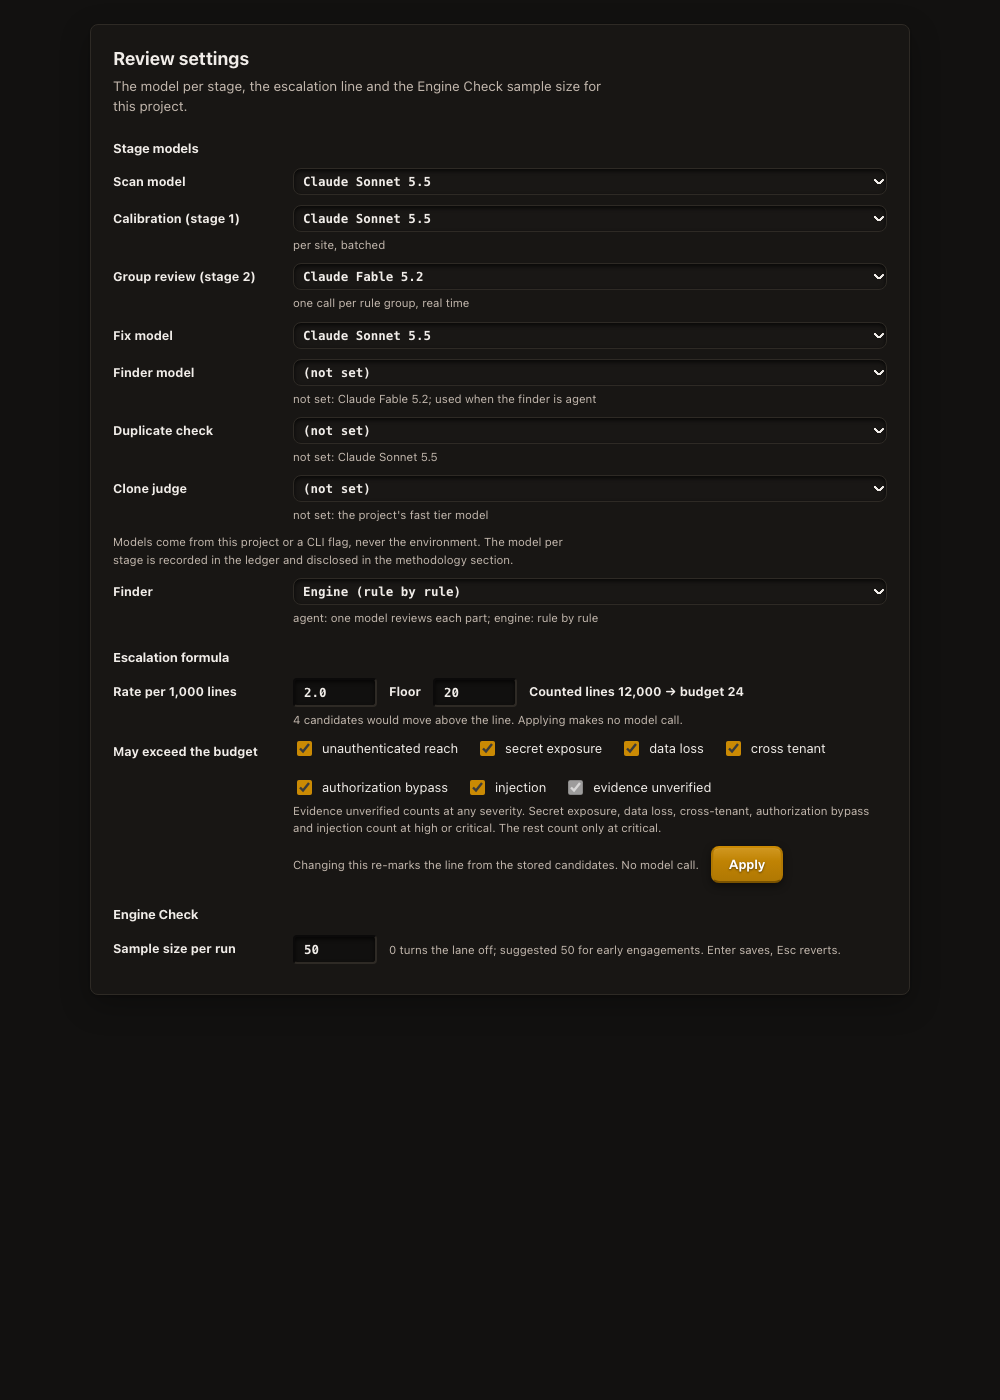 Review settings
The model per stage, the escalation line and the Engine Check sample size for
this project.
Stage models
Scan model
Claude Sonnet 5.5
Calibration (stage 1)
Claude Sonnet 5.5
per site, batched
Group review (stage 2)
Claude Fable 5.2
one call per rule group, real time
Fix model
Claude Sonnet 5.5
Finder model
(not set)
not set: Claude Fable 5.2; used when the finder is agent
Duplicate check
(not set)
not set: Claude Sonnet 5.5
Clone judge
(not set)
not set: the project's fast tier model
Models come from this project or a CLI flag, never the environment. The model per
stage is recorded in the ledger and disclosed in the methodology section.
Finder
Engine (rule by rule)
agent: one model reviews each part; engine: rule by rule
Escalation formula
Rate per 1,000 lines
2.0
Floor
20
Counted lines 12,000 → budget 24
4 candidates would move above the line. Applying makes no model call.
May exceed the budget
unauthenticated reach
secret exposure
data loss
cross tenant
authorization bypass
injection
evidence unverified
Evidence unverified counts at any severity. Secret exposure, data loss, cross-tenant, authorization bypass
and injection count at high or critical. The rest count only at critical.
Changing this re-marks the line from the stored candidates. No model call.
Apply
Engine Check
Sample size per run
50
0 turns the lane off; suggested 50 for early engagements. Enter saves, Esc reverts.